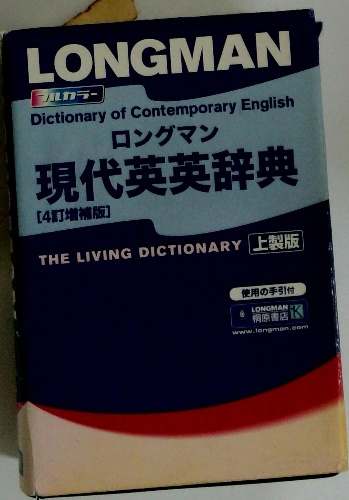 LONGMAN
フルカラー
Dictionary of Contemporary English
ロングマン
現代英英辞典
[4訂増補版]
THE LIVING DICTIONARY 上製版
使用の手引付
LONGMAN
桐原書店 K
www.longman.com